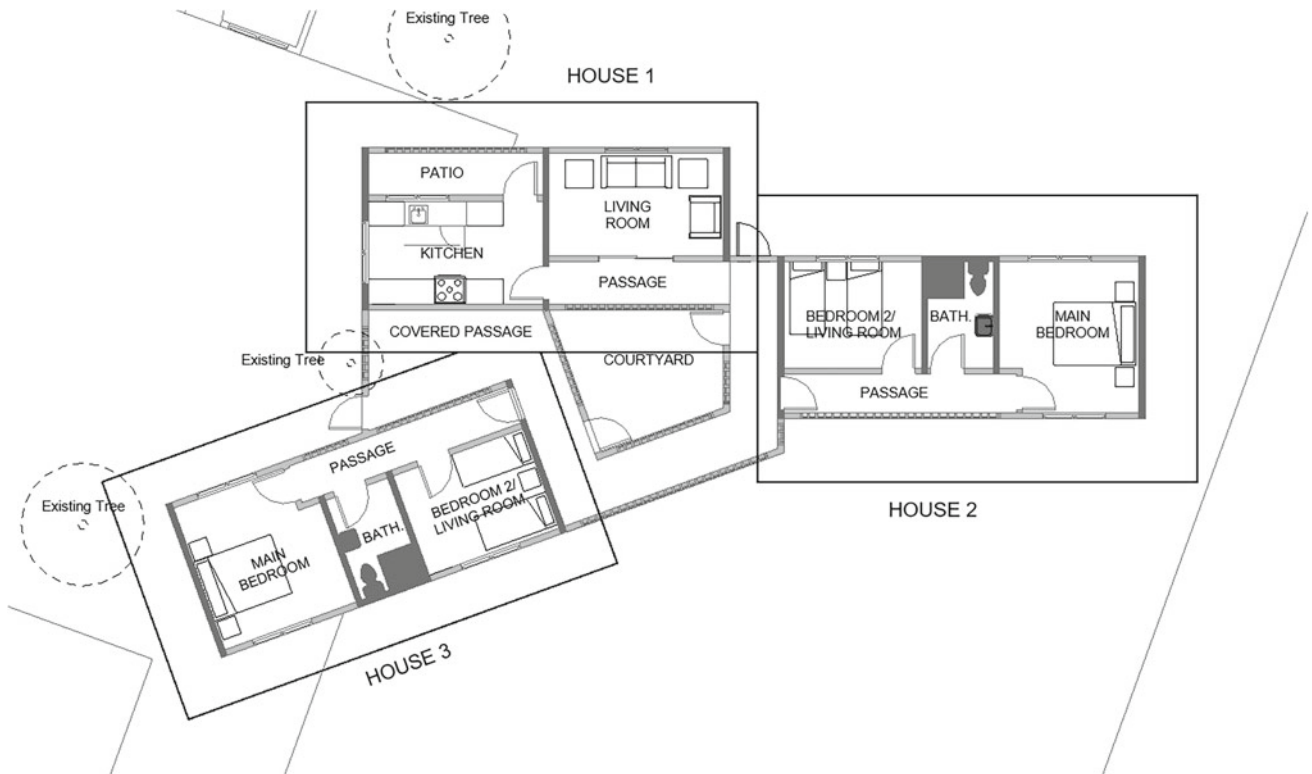 Existing Tree
HOUSE 1
PATIO
LIVING
ROOM
KITCHEN
PASSAGE
COVERED PASSAGE
COURTYARD
Existing Tree
BEDROOM 2/
LIVING ROOM
BATH.
MAIN
BEDROOM
PASSAGE
HOUSE 2
Existing Tree
PASSAGE
BEDROOM 2/
LIVING ROOM
BATH.
MAIN
BEDROOM
HOUSE 3